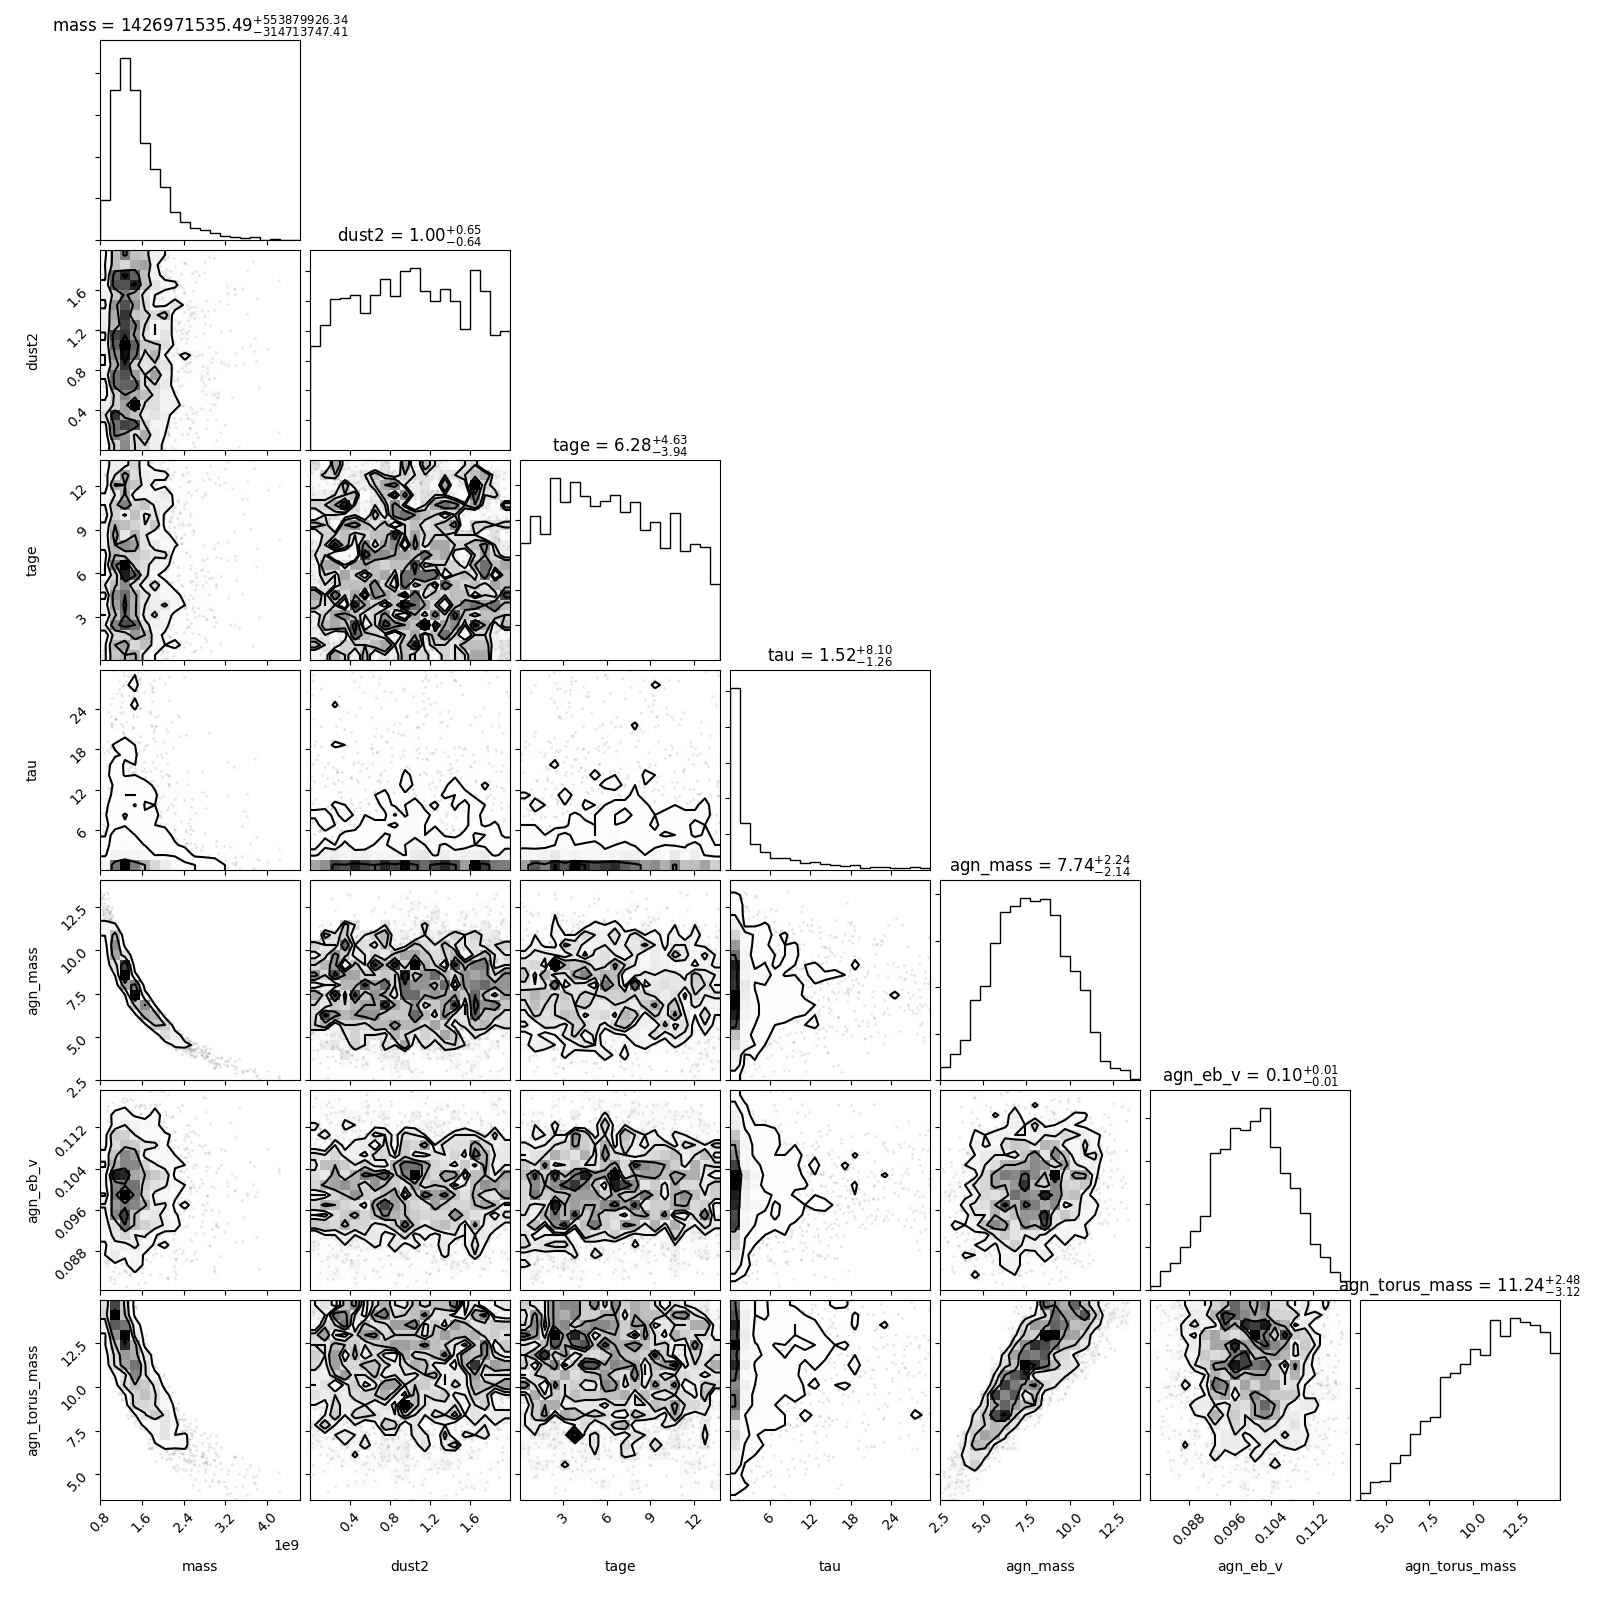 mass = 1426971535.49+553879926.34 −314713747.41
dust2 = 1.00+0.65 −0.64
dust2
1.6
1.2
0.8
0.4
tage = 6.28+4.63 −3.94
tage
12
9
6
3
tau = 1.52+8.10 −1.26
tau
24
18
12
6
agn_mass = 7.74+2.24 −2.14
agn_mass
12.5
10.0
7.5
5.0
2.5
agn_eb_v = 0.10+0.01 −0.01
agn_eb_v
0.112
0.104
0.096
0.088
agn_torus_mass = 11.24+2.48 −3.12
agn_torus_mass
12.5
10.0
7.5
5.0
0.8 1.6 2.4 3.2 4.0 0.4 0.8 1.2 1.6 3 6 9 12 6 12 18 24 2.5 5.0 7.5 10.0 12.5 0.088 0.096 0.104 0.112 5.0 7.5 10.0 12.5
1e9
mass dust2 tage tau agn_mass agn_eb_v agn_torus_mass